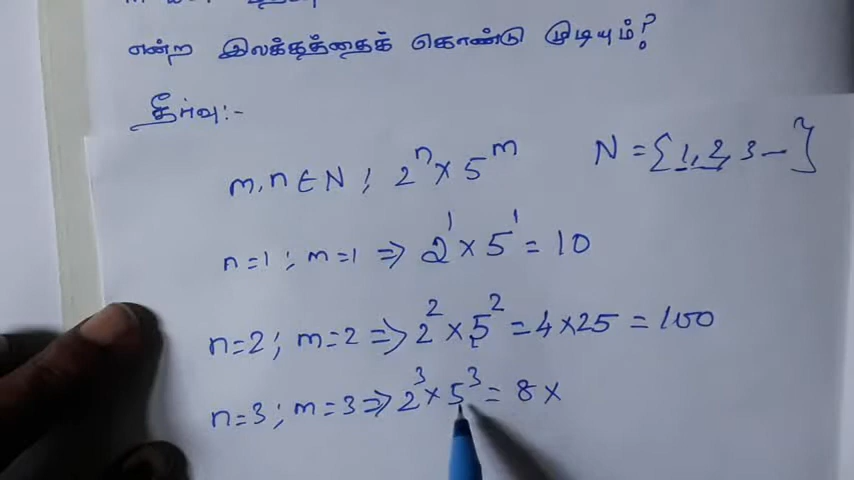 என்ற இலக்கத்தைக் கொண்டு முடியும்?
தீர்வு:-
m,n ∈ N ; 2ⁿ × 5ᵐ N = {1, 2, 3 — }
n=1 ; m=1 ⇒ 2¹ × 5¹ = 10
n=2; m=2 ⇒ 2² × 5² = 4×25 = 100
n=3; m=3 ⇒ 2³ × 5³ = 8 ×